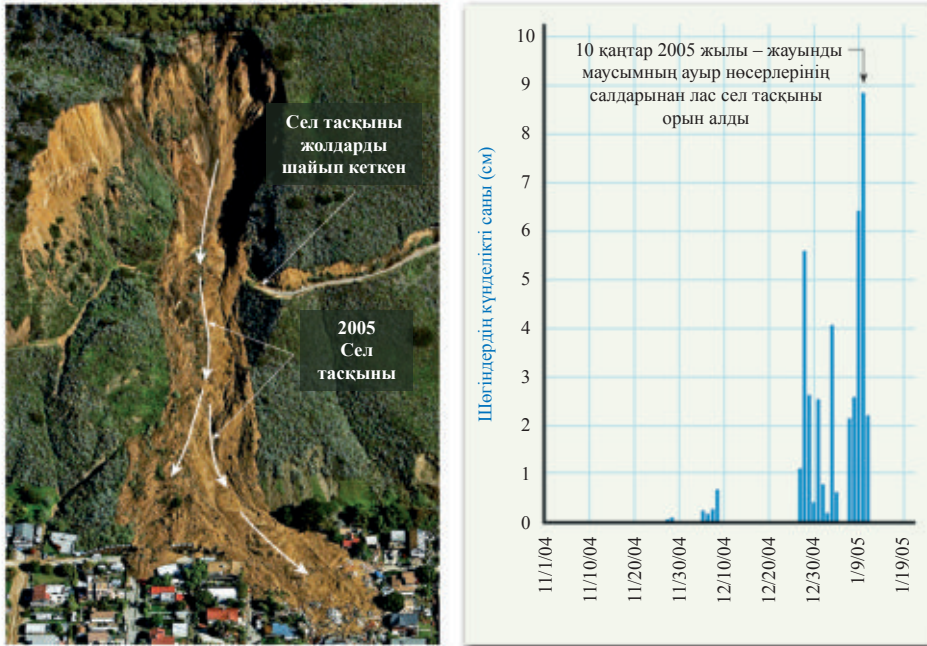 Сел тасқыны
жолдарды
шайып кеткен
2005
Сел
тасқыны
10 қаңтар 2005 жылы – жауынды
маусымның ауыр нөсерлерінің
салдарынан лас сел тасқыны
орын алды
Шөгіндердің күнделікті саны (см)
10
9
8
7
6
5
4
3
2
1
0
11/1/04
11/10/04
11/20/04
11/30/04
12/10/04
12/20/04
12/30/04
1/9/05
1/19/05